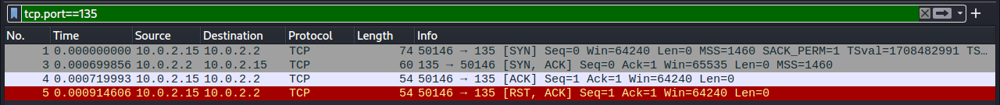 tcp.port==135
No. Time Source Destination Protocol Length Info
1 0.000000000 10.0.2.15 10.0.2.2 TCP 74 50146 → 135 [SYN] Seq=0 Win=64240 Len=0 MSS=1460 SACK_PERM=1 TSval=1708482991 TS…
3 0.000699856 10.0.2.2 10.0.2.15 TCP 60 135 → 50146 [SYN, ACK] Seq=0 Ack=1 Win=65535 Len=0 MSS=1460
4 0.000719993 10.0.2.15 10.0.2.2 TCP 54 50146 → 135 [ACK] Seq=1 Ack=1 Win=64240 Len=0
5 0.000914606 10.0.2.15 10.0.2.2 TCP 54 50146 → 135 [RST, ACK] Seq=1 Ack=1 Win=64240 Len=0